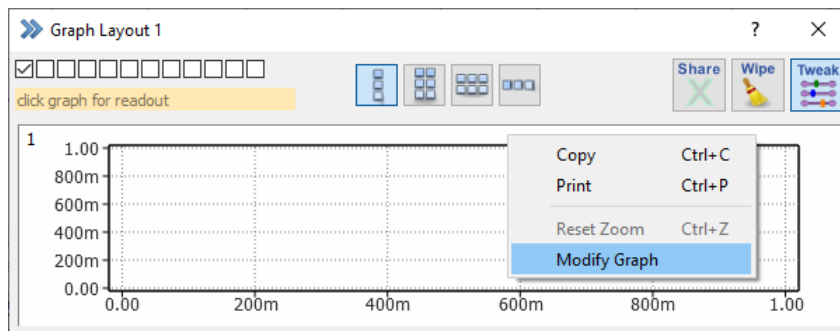 Graph Layout 1
?
Share Wipe Tweak
click graph for readout
1
1.00
800m
600m
400m
200m
0.00
0.00 200m 400m 600m 800m 1.00
Copy Ctrl+C
Print Ctrl+P
Reset Zoom Ctrl+Z
Modify Graph